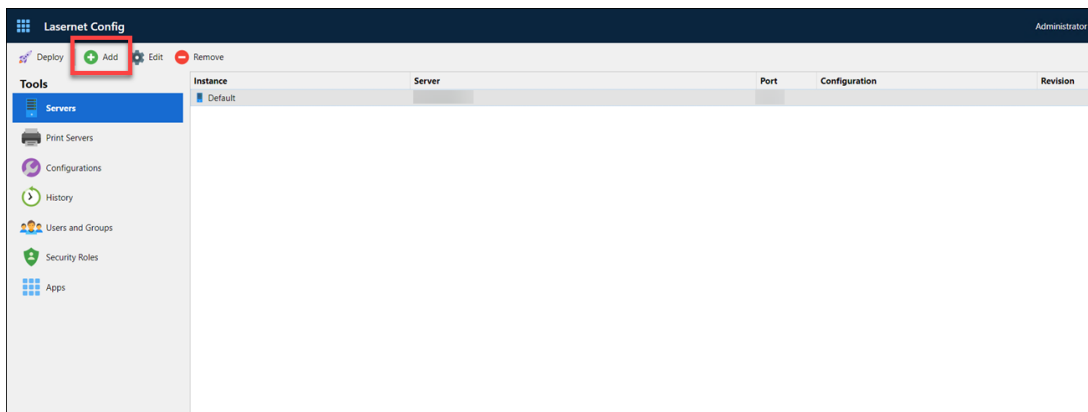 Lasernet Config
Administrator
Deploy Add Edit Remove
Tools
Instance Server Port Configuration Revision
Default
Servers
Print Servers
Configurations
History
Users and Groups
Security Roles
Apps